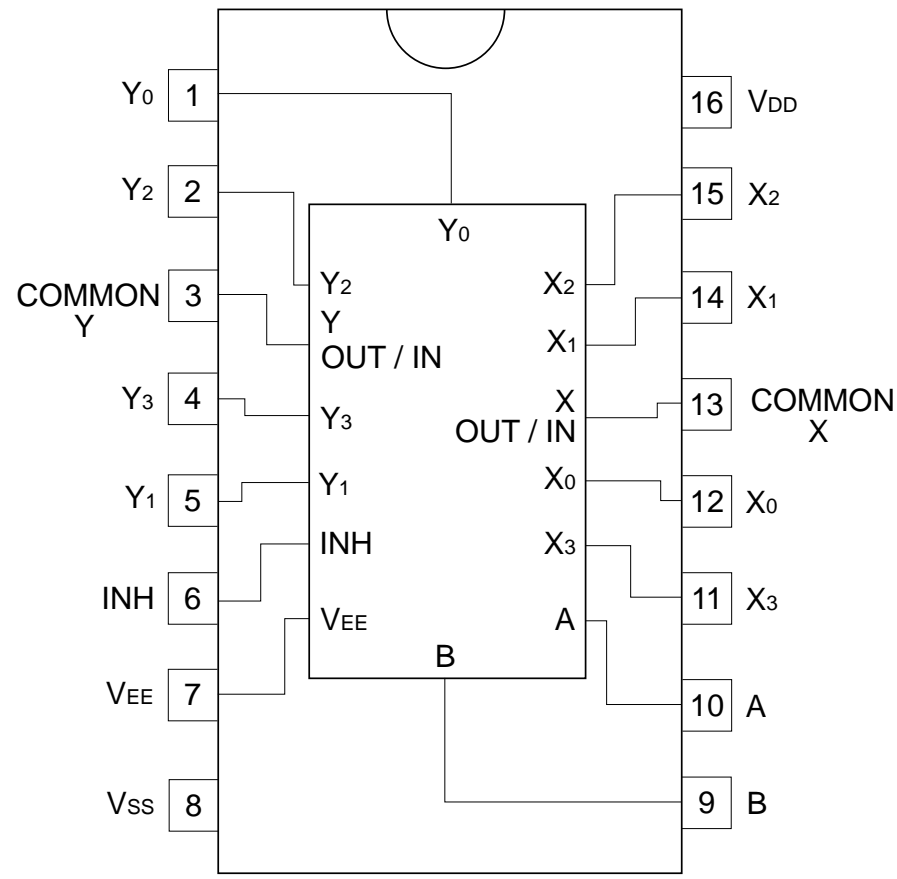 Y0 1
16 VDD
Y2 2
15 X2
Y0
Y2
X2
COMMON
Y
3
14 X1
Y
OUT / IN
X1
Y3 4
13 COMMON
X
Y3
X
OUT / IN
Y1 5
Y1
X0
12 X0
INH 6
INH
X3
11 X3
VEE
A
B
VEE 7
10 A
VSS 8
9 B